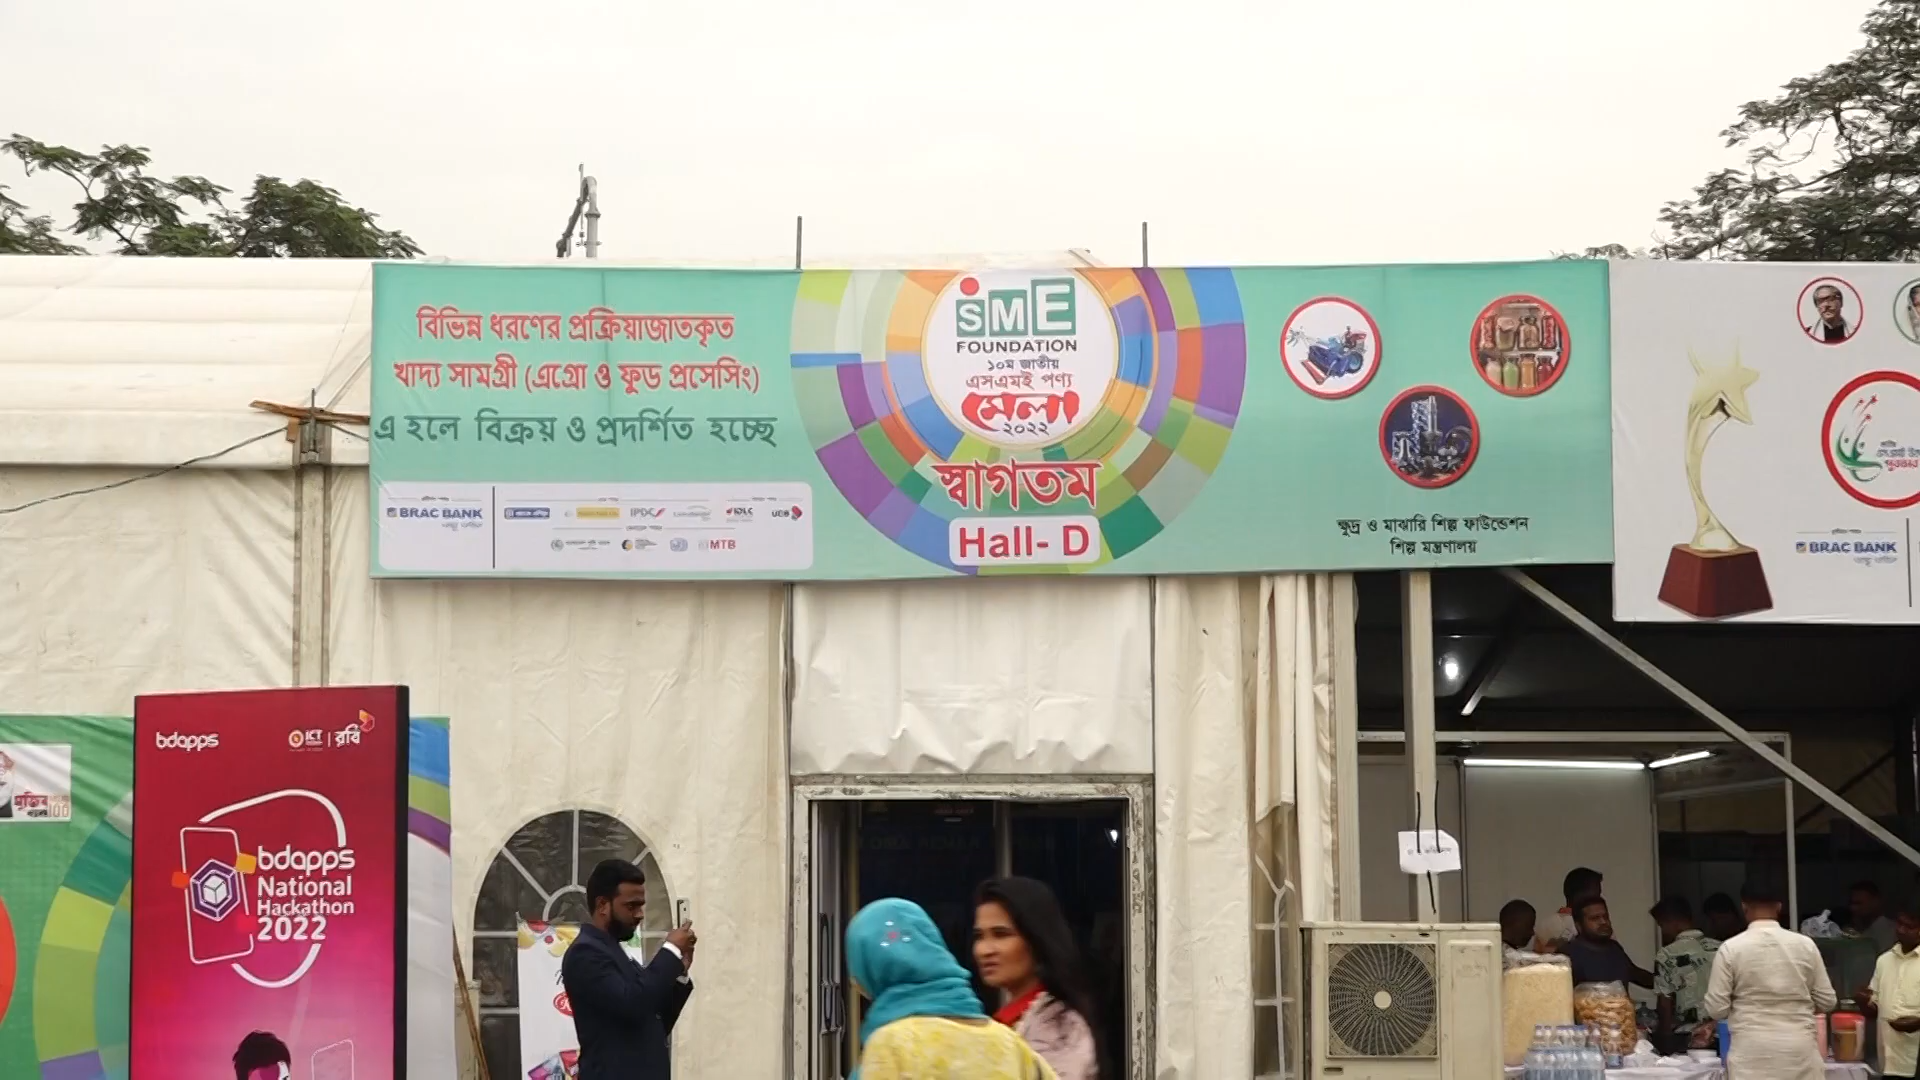 বিভিন্ন ধরণের প্রক্রিয়াজাতকৃত
খাদ্য সামগ্রী (এগ্রো ও ফুড প্রসেসিং)
এ হলে বিক্রয় ও প্রদর্শিত হচ্ছে
BRAC BANK
IPDC
IDLC
UCB
MTB
SME
FOUNDATION
১০ম জাতীয়
এসএমই পণ্য
মেলা
২০২২
স্বাগতম
Hall- D
ক্ষুদ্র ও মাঝারি শিল্প ফাউন্ডেশন
শিল্প মন্ত্রণালয়
পুরস্কার
BRAC BANK
bdapps
ICT
রবি
bdapps
National
Hackathon
2022
মুজিব
100